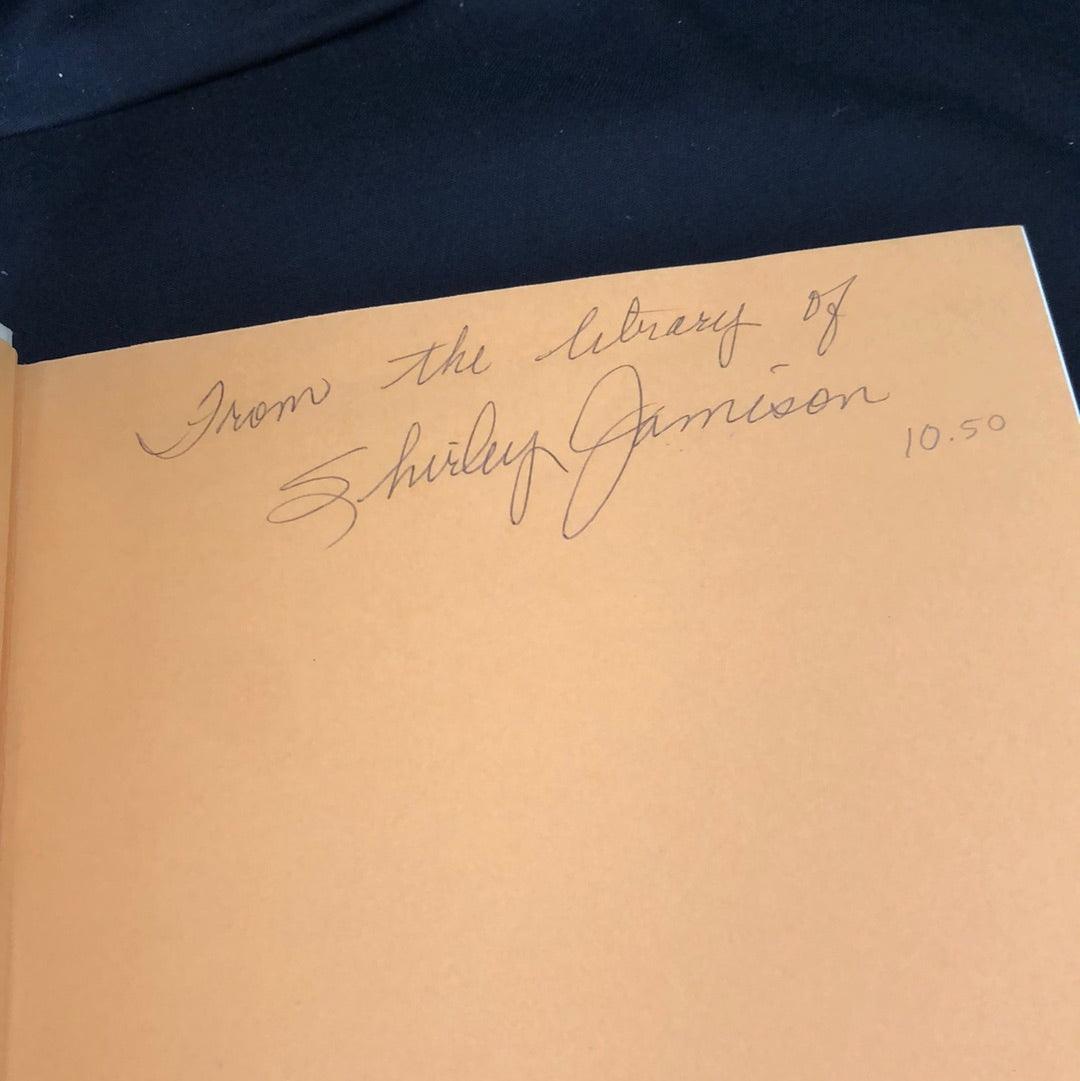 From the library of
Shirley Jamison
10.50